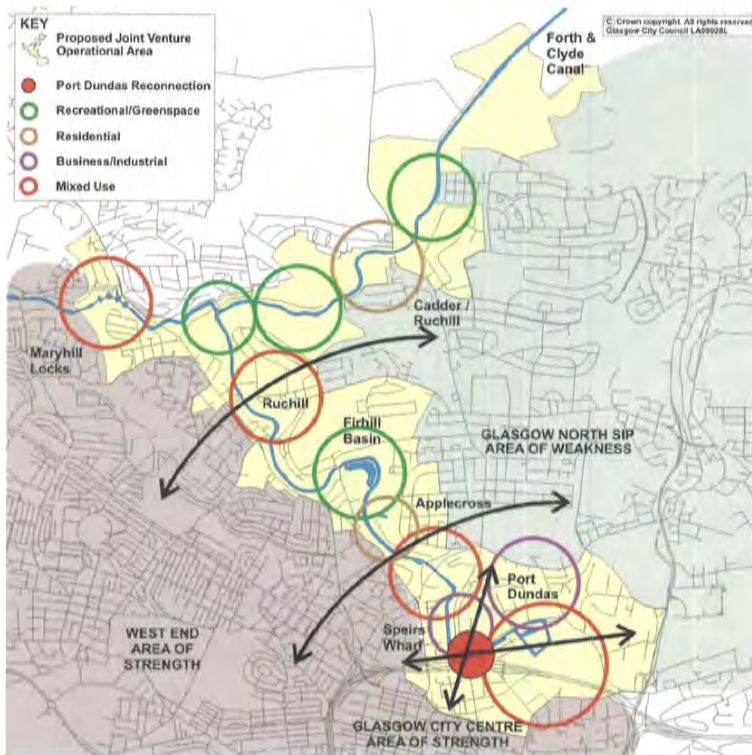 KEY
Proposed Joint Venture
Operational Area
Port Dundas Reconnection
Recreational/Greenspace
Residential
Business/Industrial
Mixed Use
C Crown copyright. All rights reserved
Glasgow City Council
Forth &
Clyde
Canal
Maryhill
Locks
Cadder /
Ruchill
Ruchill
Firhill
Basin
GLASGOW NORTH SIP
AREA OF WEAKNESS
Applecross
Port
Dundas
Speirs
Wharf
WEST END
AREA OF
STRENGTH
GLASGOW CITY CENTRE
AREA OF STRENGTH